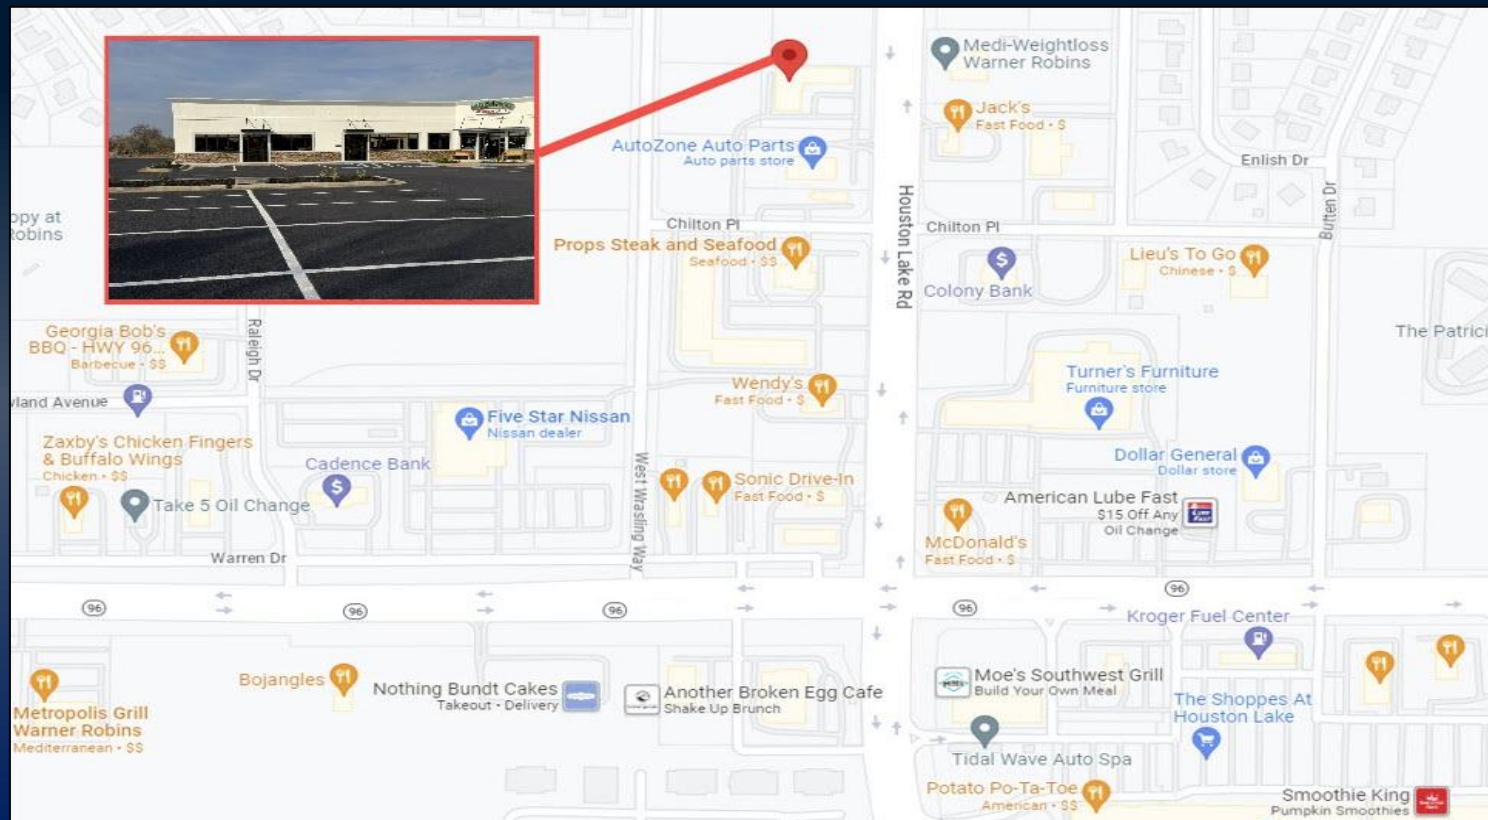 Medi-Weightloss
Warner Robins
Jack's
Fast Food • $
AutoZone Auto Parts
Auto parts store
Enlish Dr
opy at
Robins
Houston Lake Rd
Butten Dr
Chilton Pl
Chilton Pl
Props Steak and Seafood
Seafood • $$
Lieu's To Go
Chinese • $
Colony Bank
Georgia Bob's
BBQ - HWY 96...
Barbecue • $$
Raleigh Dr
The Patrici
Turner's Furniture
Furniture store
Wendy's
Fast Food • $
wland Avenue
Five Star Nissan
Nissan dealer
Zaxby's Chicken Fingers
& Buffalo Wings
Chicken • $$
Cadence Bank
West Wrasling Way
Dollar General
Dollar store
Sonic Drive-In
Fast Food • $
Take 5 Oil Change
American Lube Fast
$15 Off Any
Oil Change
McDonald's
Fast Food • $
Warren Dr
96
96
96
96
96
Kroger Fuel Center
Bojangles
Nothing Bundt Cakes
Takeout • Delivery
Another Broken Egg Cafe
Shake Up Brunch
Moe's Southwest Grill
Build Your Own Meal
Metropolis Grill
Warner Robins
Mediterranean • $$
The Shoppes At
Houston Lake
Tidal Wave Auto Spa
Potato Po-Ta-Toe
American • $$
Smoothie King
Pumpkin Smoothies